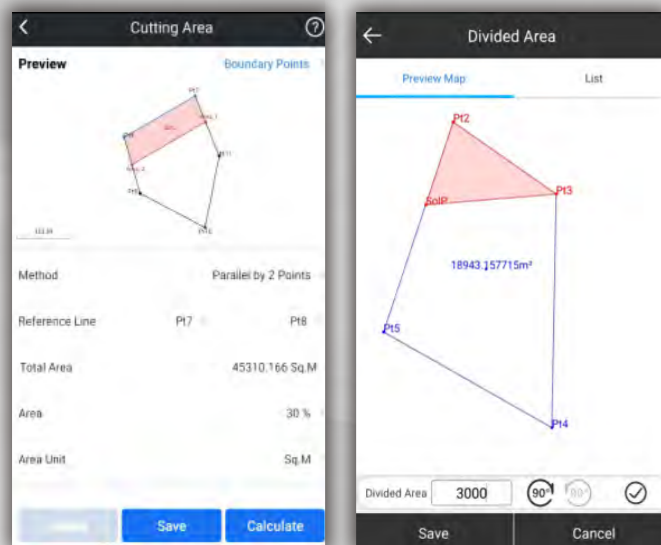 Cutting Area
Preview
Boundary Points
Pt7
Method
Parallel by 2 Points
Reference Line
Pt7
Pt8
Total Area
45310.166 Sq.M
Area
30 %
Area Unit
Sq.M
Save
Calculate
Divided Area
Preview Map
List
Pt2
SolP
Pt3
18943.157715m²
Pt5
Pt4
Divided Area
3000
90°
90°
Save
Cancel